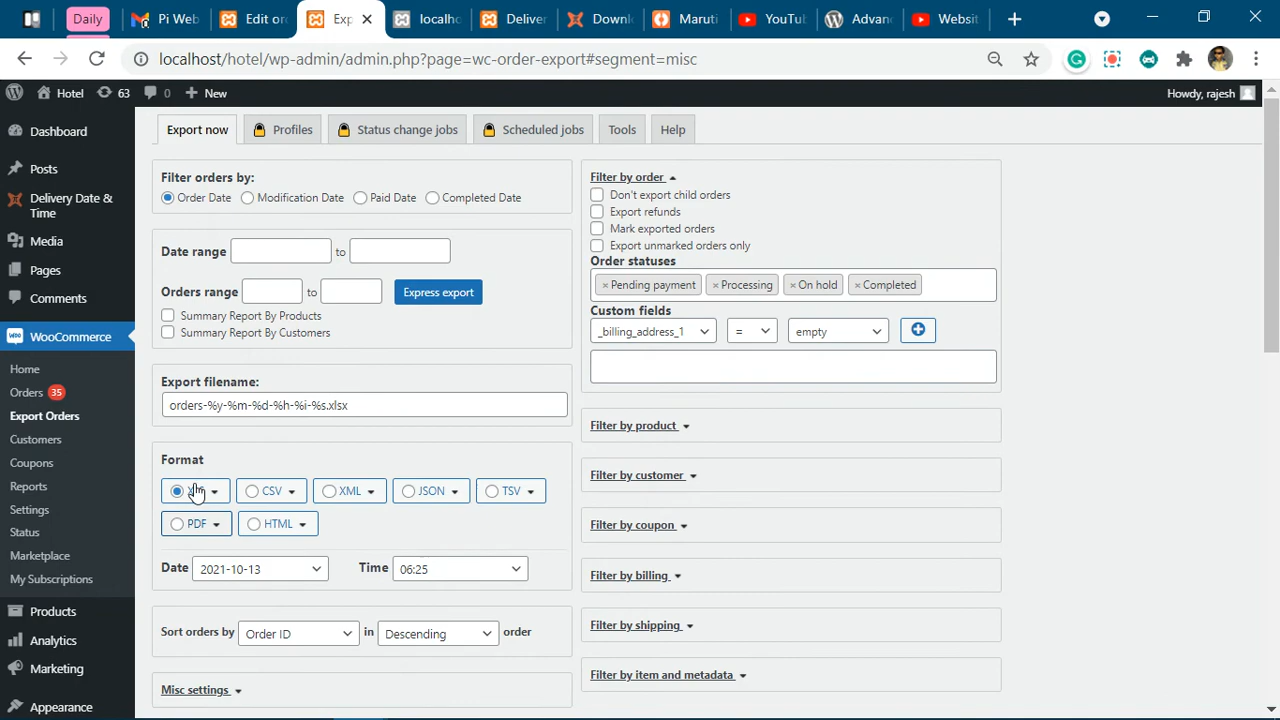 Daily
Pi Web
Edit or
Exp
localho
Deliver
Downl
Maruti
YouTu
Advan
Websit
localhost/hotel/wp-admin/admin.php?page=wc-order-export#segment=misc
Hotel
63
0
New
Howdy, rajesh
Dashboard
Posts
Delivery Date &
Time
Media
Pages
Comments
WooCommerce
Home
Orders 35
Export Orders
Customers
Coupons
Reports
Settings
Status
Marketplace
My Subscriptions
Products
Analytics
Marketing
Appearance
Export now
Profiles
Status change jobs
Scheduled jobs
Tools
Help
Filter orders by:
Order Date Modification Date Paid Date Completed Date
Date range to
Orders range to Express export
Summary Report By Products
Summary Report By Customers
Export filename:
orders-%y-%m-%d-%h-%i-%s.xlsx
Format
CSV XML JSON TSV
PDF HTML
Date 2021-10-13 Time 06:25
Sort orders by Order ID in Descending order
Misc settings
Filter by order
Don't export child orders
Export refunds
Mark exported orders
Export unmarked orders only
Order statuses
× Pending payment × Processing × On hold × Completed
Custom fields
_billing_address_1 = empty
Filter by product
Filter by customer
Filter by coupon
Filter by billing
Filter by shipping
Filter by item and metadata